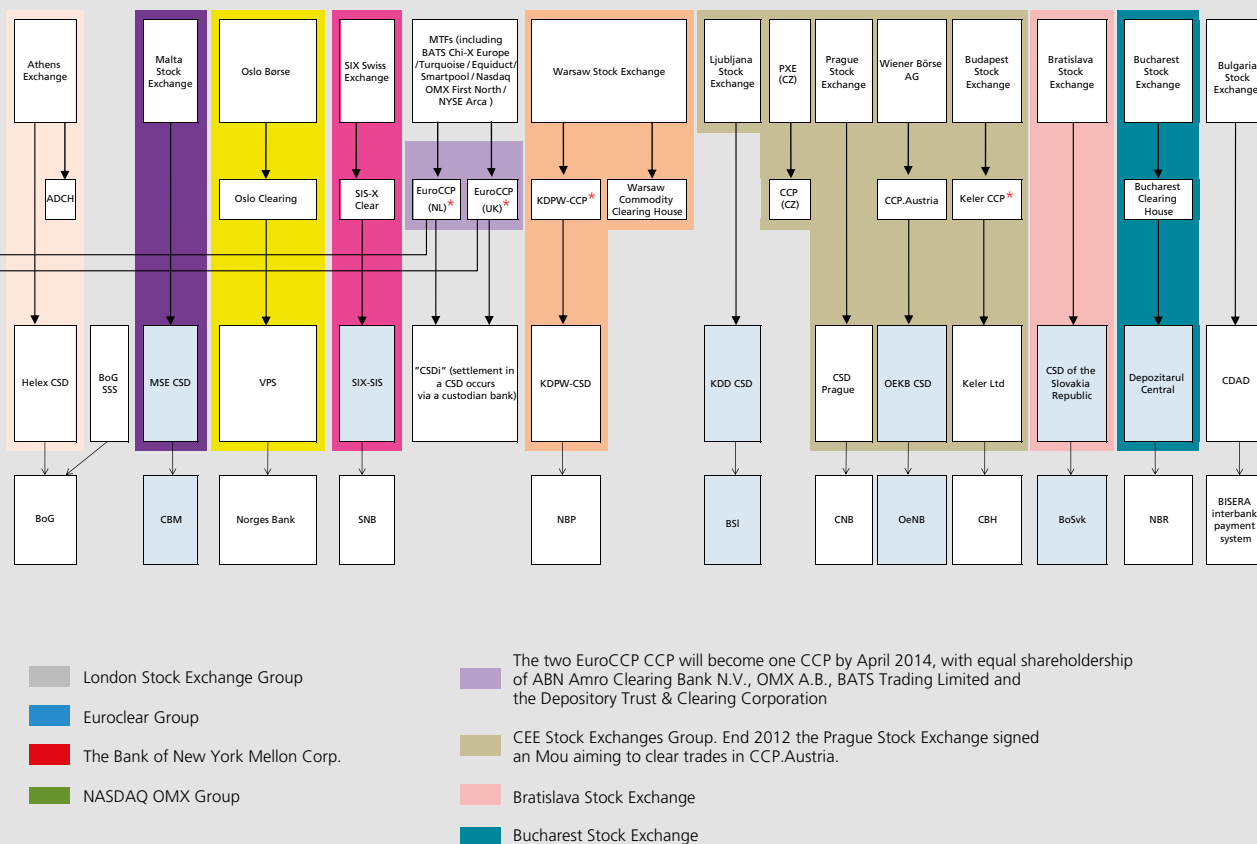 Athens
Exchange
Malta
Stock
Exchange
Oslo Børse
SIX Swiss
Exchange
MTFs (including
BATS Chi-X Europe
/Turquoise/Equiduct/
Smartpool/Nasdaq
OMX First North/
NYSE Arca )
Warsaw Stock Exchange
Ljubljana
Stock
Exchange
PXE
(CZ)
Prague
Stock
Exchange
Wiener Börse
AG
Budapest
Stock
Exchange
Bratislava
Stock
Exchange
Bucharest
Stock
Exchange
Bulgaria
Stock
Exchange
ADCH
Oslo Clearing
SIS-X
Clear
EuroCCP
(NL)*
EuroCCP
(UK)*
KDPW-CCP*
Warsaw
Commodity
Clearing House
CCP
(CZ)
CCP.Austria
Keler CCP*
Bucharest
Clearing
House
Helex CSD
BoG
SSS
MSE CSD
VPS
SIX-SIS
"CSDi" (settlement in
a CSD occurs
via a custodian bank)
KDPW-CSD
KDD CSD
CSD
Prague
OEKB CSD
Keler Ltd
CSD of the
Slovakia
Republic
Depozitarul
Central
CDAD
BoG
CBM
Norges Bank
SNB
NBP
BSl
CNB
OeNB
CBH
BoSvk
NBR
BISERA
interbank
payment
system
London Stock Exchange Group
Euroclear Group
The Bank of New York Mellon Corp.
NASDAQ OMX Group
The two EuroCCP CCP will become one CCP by April 2014, with equal shareholdership
of ABN Amro Clearing Bank N.V., OMX A.B., BATS Trading Limited and
the Depository Trust & Clearing Corporation
CEE Stock Exchanges Group. End 2012 the Prague Stock Exchange signed
an Mou aiming to clear trades in CCP.Austria.
Bratislava Stock Exchange
Bucharest Stock Exchange